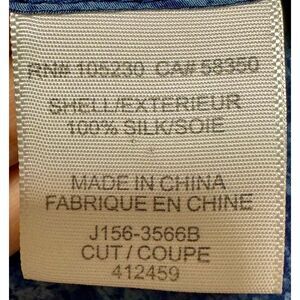 RN# 105230 CA# 58350
SHELL/EXTERIEUR
100% SILK/SOIE
MADE IN CHINA
FABRIQUE EN CHINE
J156-3566B
CUT / COUPE
412459